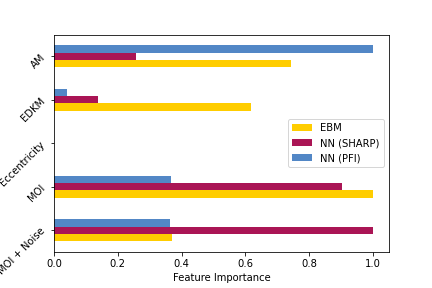 AM
EDKM
Eccentricity
MOI
MOI + Noise
EBM
NN (SHARP)
NN (PFI)
0.0 0.2 0.4 0.6 0.8 1.0
Feature Importance